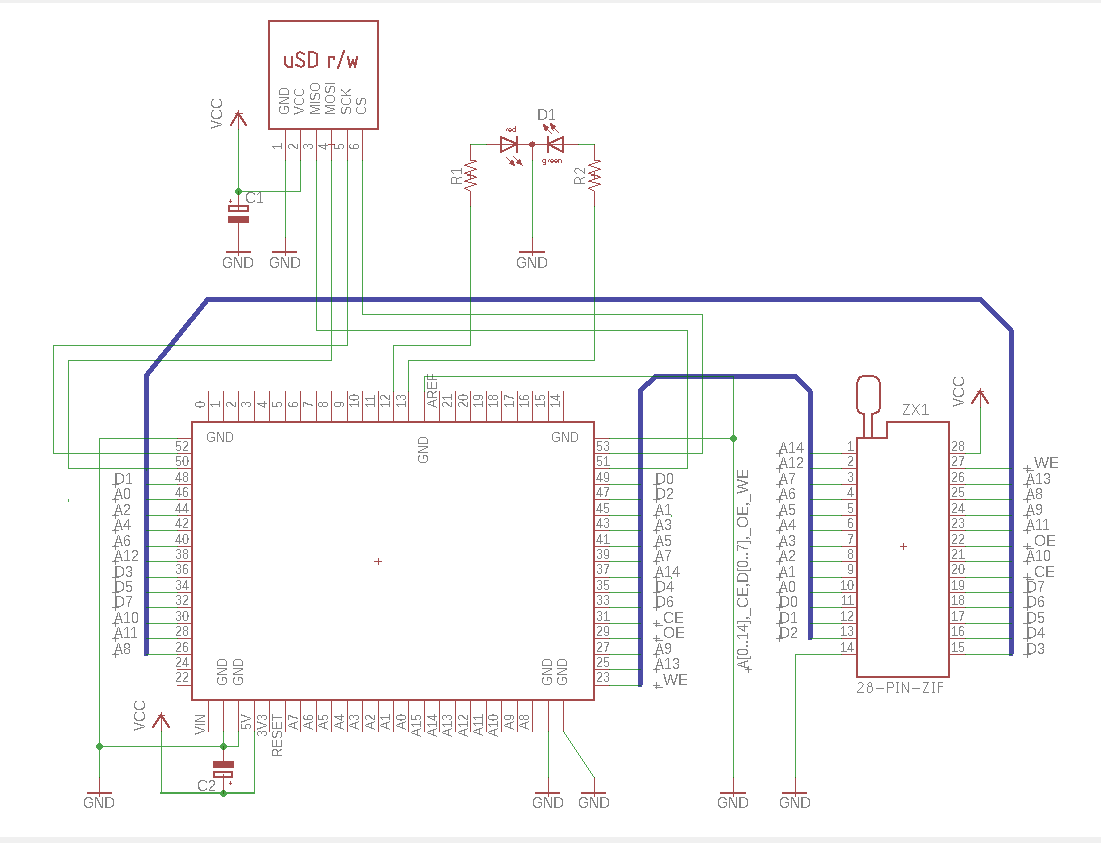 uSD r/w
GND
VCC
MISO
MOSI
SCK
CS
1
2
3
4
5
6
VCC
C1
GND
GND
D1
red
green
R1
R2
GND
0
1
2
3
4
5
6
7
8
9
10
11
12
13
AREF
21
20
19
18
17
16
15
14
GND
GND
GND
52
50
D1 48
A0 46
A2 44
A4 42
A6 40
A12 38
D3 36
D5 34
D7 32
A10 30
A11 28
A8 26
24
22
53
51
49 D0
47 D2
45 A1
43 A3
41 A5
39 A7
37 A14
35 D4
33 D6
31 _CE
29 _OE
27 A9
25 A13
23 _WE
GND
GND
GND
GND
VIN
5V
3V3
RESET
A7
A6
A5
A4
A3
A2
A1
A0
A15
A14
A13
A12
A11
A10
A9
A8
VCC
C2
GND
GND
GND
GND
GND
A[0..14],_CE,D[0..7],_OE,_WE
ZX1
VCC
A14 1
A12 2
A7 3
A6 4
A5 5
A4 6
A3 7
A2 8
A1 9
A0 10
D0 11
D1 12
D2 13
14
28
27 _WE
26 A13
25 A8
24 A9
23 A11
22 _OE
21 A10
20 _CE
19 D7
18 D6
17 D5
16 D4
15 D3
28-PIN-ZIF